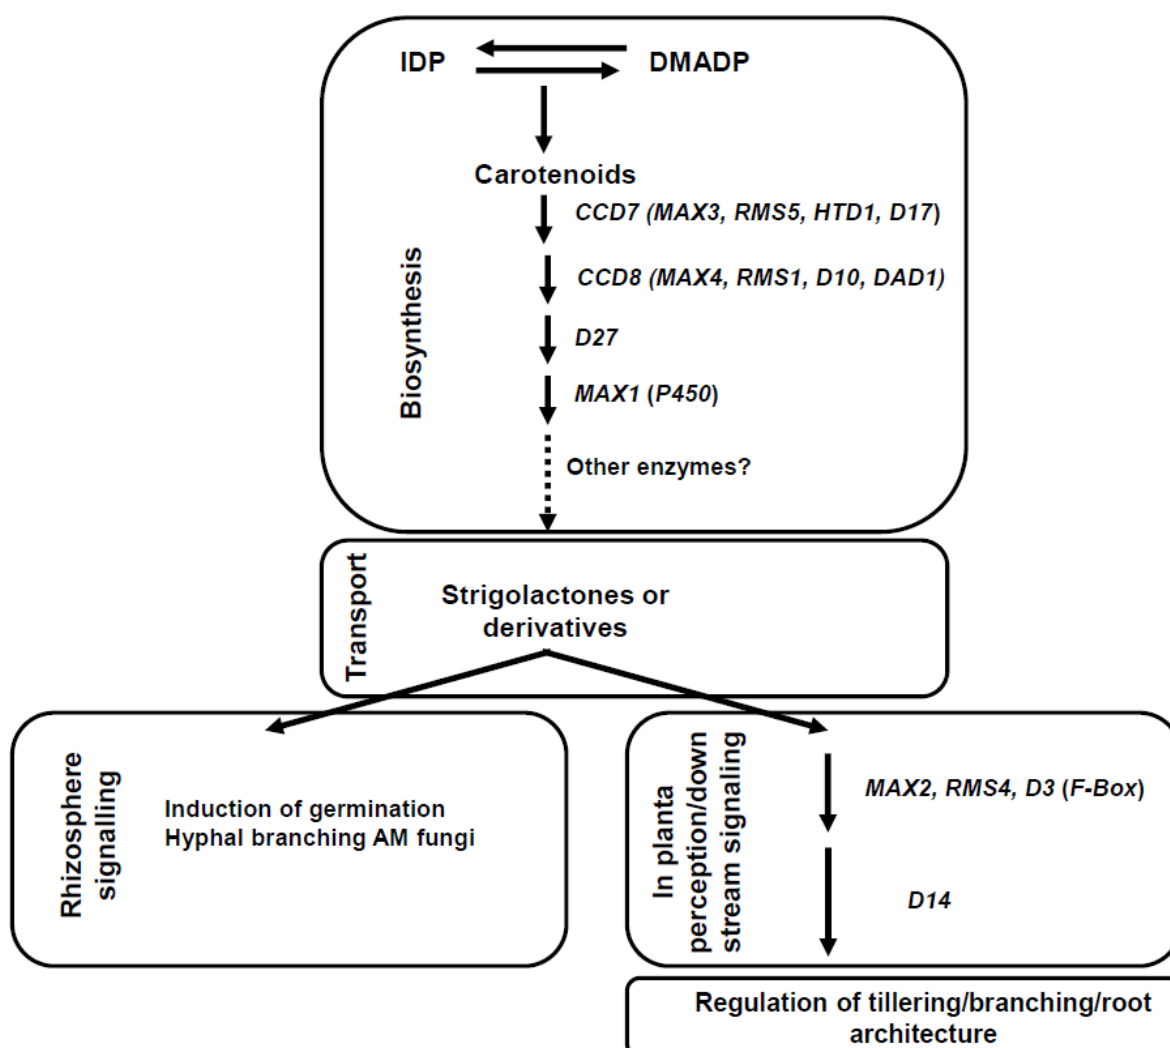 IDP
DMADP
Carotenoids
CCD7 (MAX3, RMS5, HTD1, D17)
CCD8 (MAX4, RMS1, D10, DAD1)
D27
MAX1 (P450)
Other enzymes?
Biosynthesis
Transport
Strigolactones or
derivatives
Rhizosphere
signalling
Induction of germination
Hyphal branching AM fungi
In planta
perception/down
stream signaling
MAX2, RMS4, D3 (F-Box)
D14
Regulation of tillering/branching/root
architecture